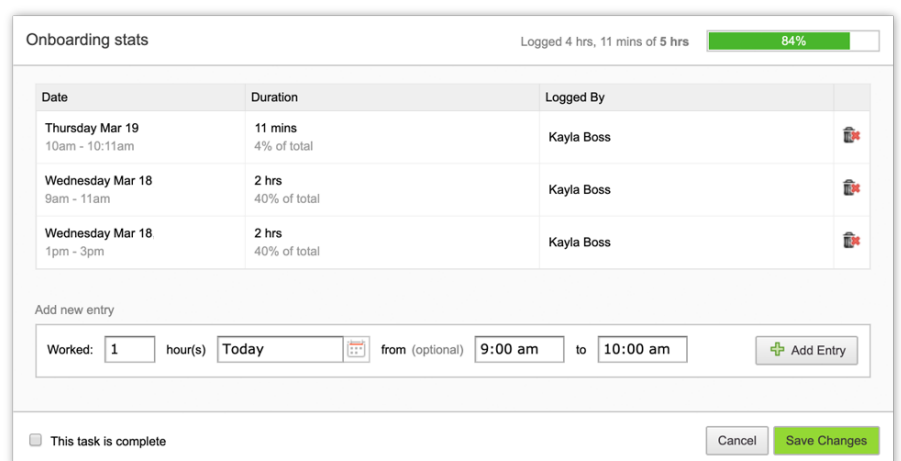 Onboarding stats
Logged 4 hrs, 11 mins of 5 hrs 84%
Date Duration Logged By
Thursday Mar 19 11 mins Kayla Boss
10am - 10:11am 4% of total
Wednesday Mar 18 2 hrs Kayla Boss
9am - 11am 40% of total
Wednesday Mar 18 2 hrs Kayla Boss
1pm - 3pm 40% of total
Add new entry
Worked: 1 hour(s) Today from (optional) 9:00 am to 10:00 am Add Entry
This task is complete Cancel Save Changes